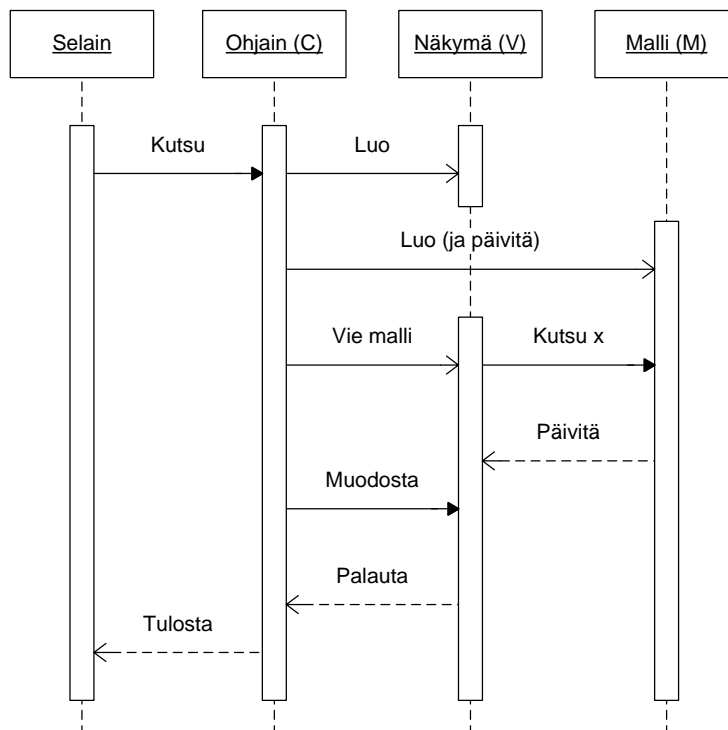 Selain
Ohjain (C)
Näkymä (V)
Malli (M)
Kutsu
Luo
Luo (ja päivitä)
Vie malli
Kutsu x
Päivitä
Muodosta
Palauta
Tulosta